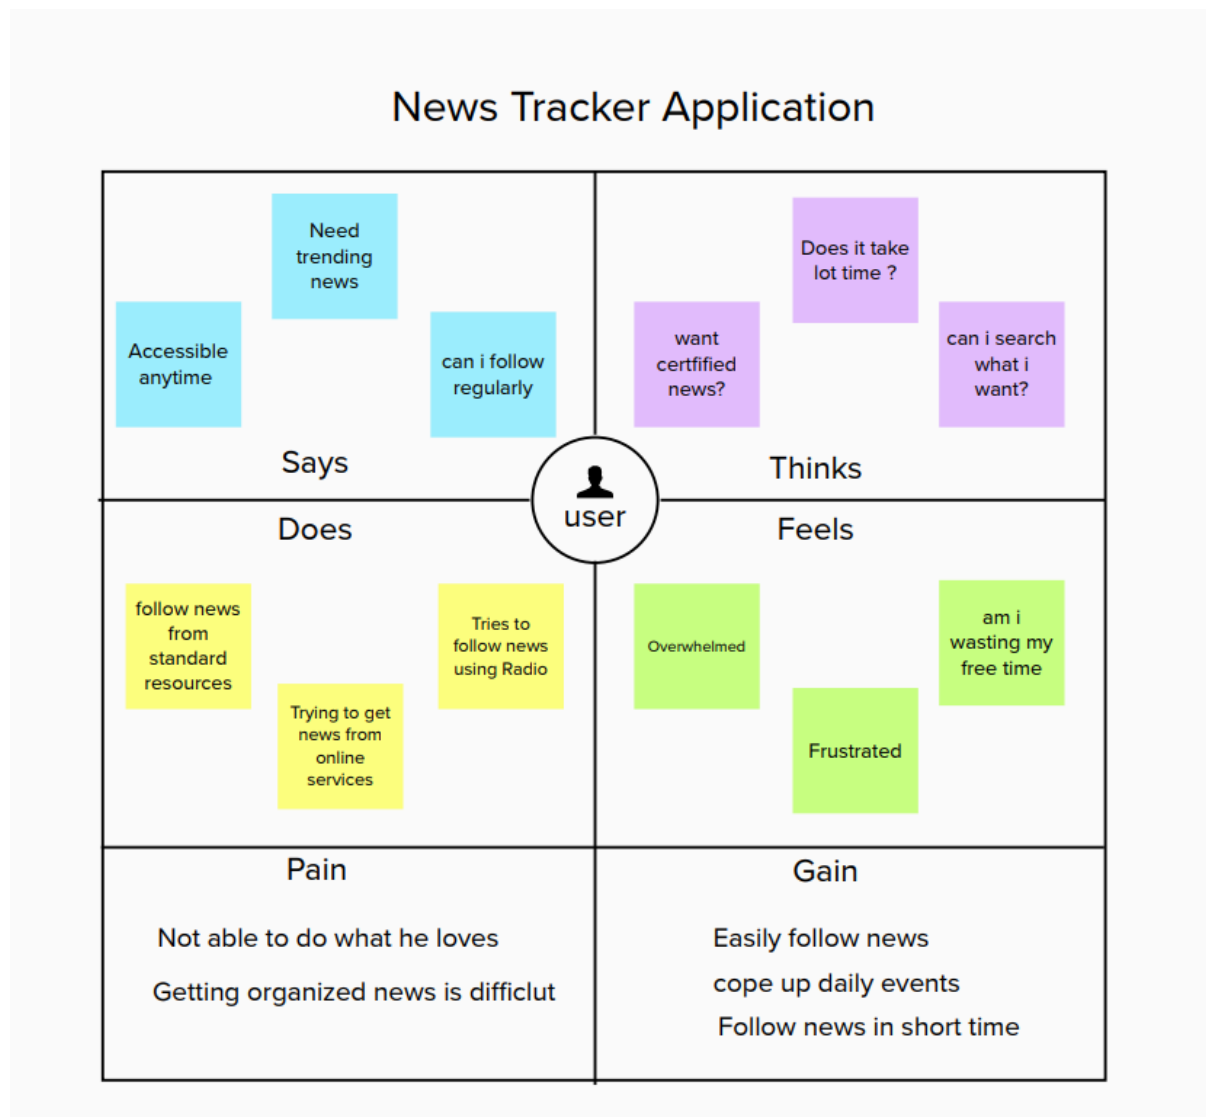 News Tracker Application
Need
trending
news
Accessible
anytime
can i follow
regularly
Says
Does it take
lot time ?
want
certfified
news?
can i search
what i
want?
Thinks
user
Does
follow news
from
standard
resources
Tries to
follow news
using Radio
Trying to get
news from
online
services
Feels
Overwhelmed
am i
wasting my
free time
Frustrated
Pain
Not able to do what he loves
Getting organized news is difficlut
Gain
Easily follow news
cope up daily events
Follow news in short time